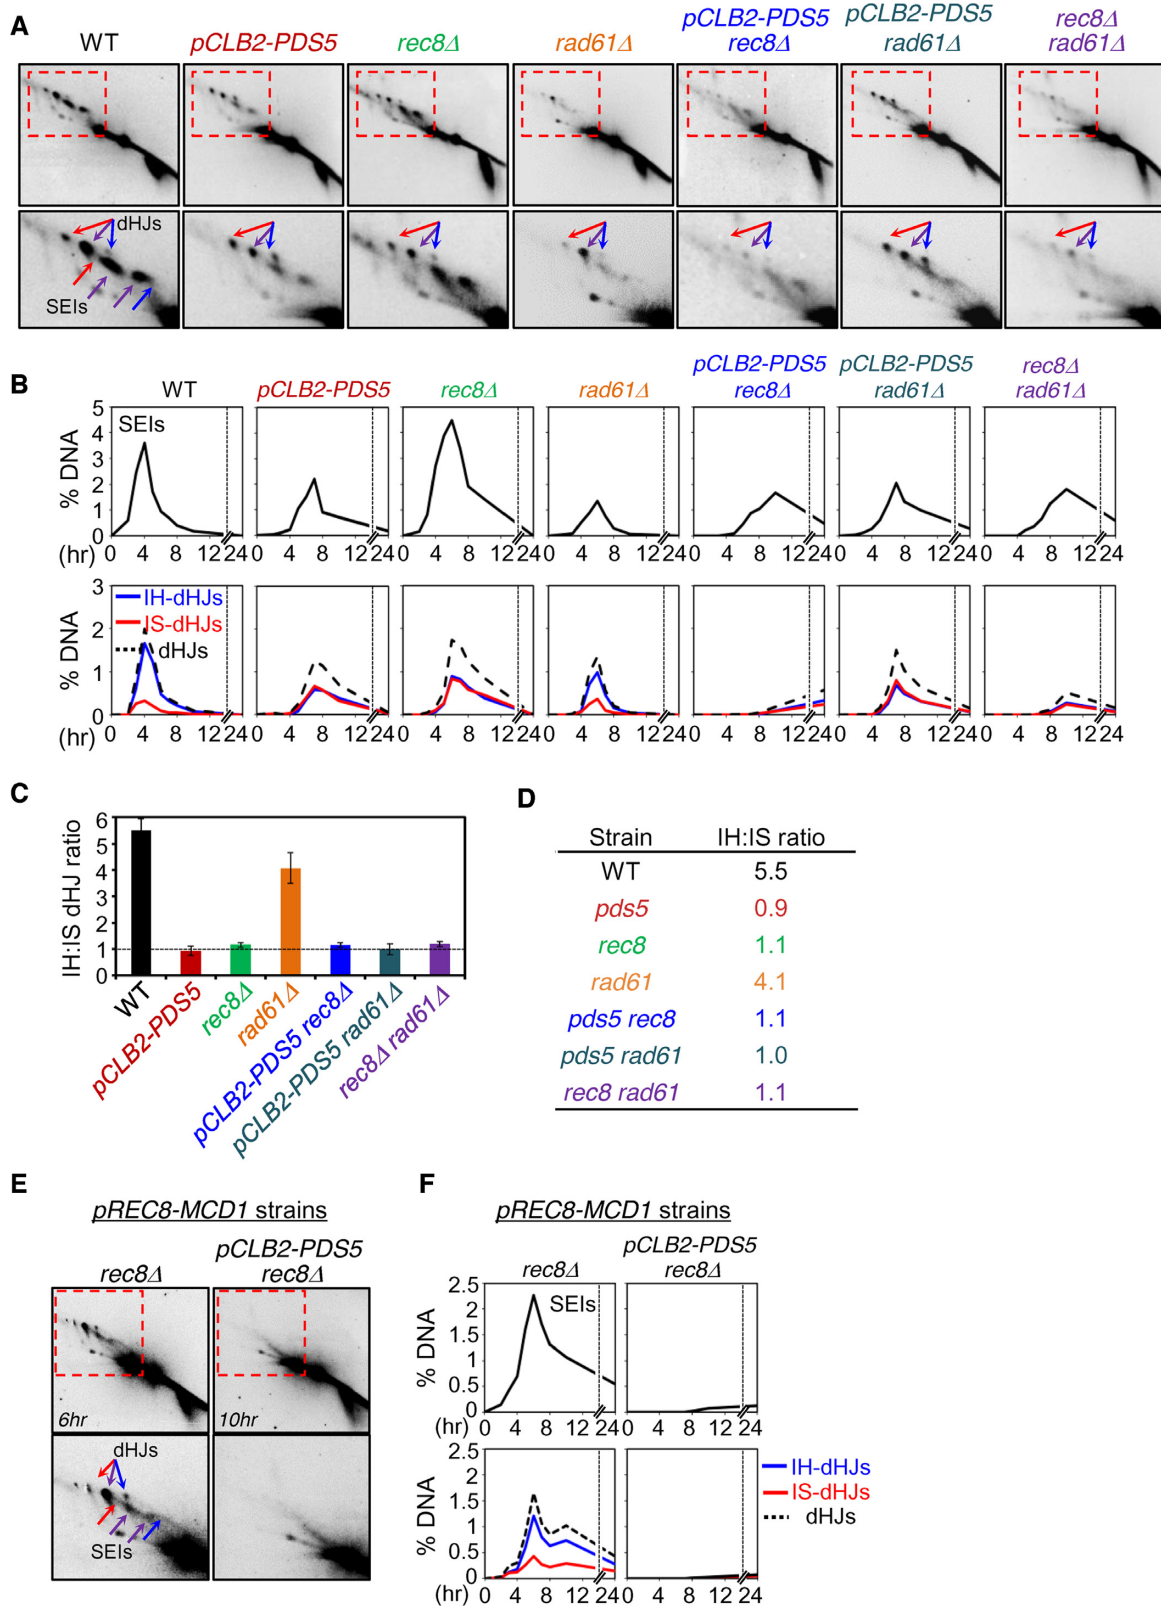 A
WT
pCLB2-PDS5
rec8Δ
rad61Δ
pCLB2-PDS5
rec8Δ
pCLB2-PDS5
rad61Δ
rec8Δ
rad61Δ
dHJs
SEIs
B
WT
pCLB2-PDS5
rec8Δ
rad61Δ
pCLB2-PDS5
rec8Δ
pCLB2-PDS5
rad61Δ
rec8Δ
rad61Δ
% DNA
5
4
3
2
1
0
SEIs
(hr) 0 4 8 12 24 0 4 8 12 24 0 4 8 12 24 0 4 8 12 24 0 4 8 12 24 0 4 8 12 24 0 4 8 12 24
% DNA
3
2
1
0
IH-dHJs
IS-dHJs
dHJs
(hr) 0 4 8 12 24 0 4 8 12 24 0 4 8 12 24 0 4 8 12 24 0 4 8 12 24 0 4 8 12 24 0 4 8 12 24
C
IH:IS dHJ ratio
6
5
4
3
2
1
0
WT
pCLB2-PDS5
rec8Δ
rad61Δ
pCLB2-PDS5 rec8Δ
pCLB2-PDS5 rad61Δ
rec8Δ rad61Δ
D
Strain IH:IS ratio
WT 5.5
pds5 0.9
rec8 1.1
rad61 4.1
pds5 rec8 1.1
pds5 rad61 1.0
rec8 rad61 1.1
E
pREC8-MCD1 strains
rec8Δ
pCLB2-PDS5
rec8Δ
6hr
10hr
dHJs
SEIs
F
pREC8-MCD1 strains
rec8Δ
pCLB2-PDS5
rec8Δ
% DNA
2.5
2
1.5
1
0.5
0
SEIs
(hr) 0 4 8 12 24 0 4 8 12 24
% DNA
2.5
2
1.5
1
0.5
0
IH-dHJs
IS-dHJs
dHJs
(hr) 0 4 8 12 24 0 4 8 12 24